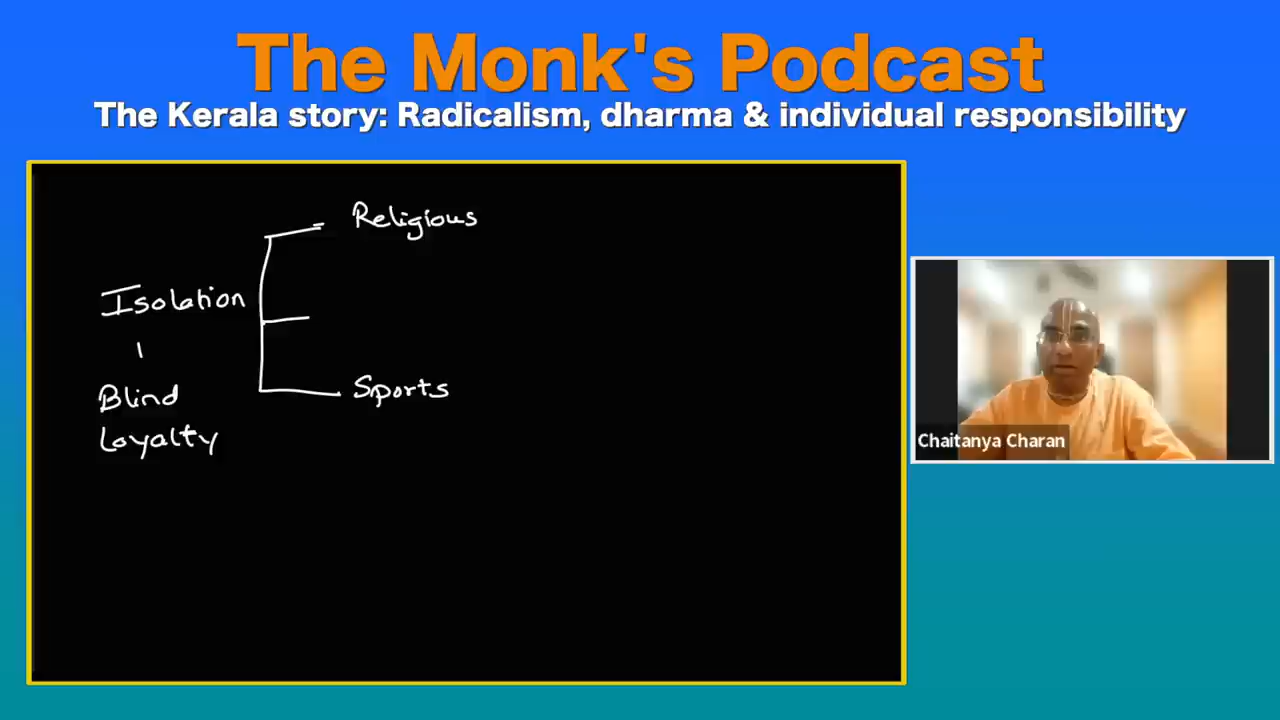 The Monk's Podcast
The Kerala story: Radicalism, dharma & individual responsibility
Religious
Isolation
Blind
Loyalty
Sports
Chaitanya Charan